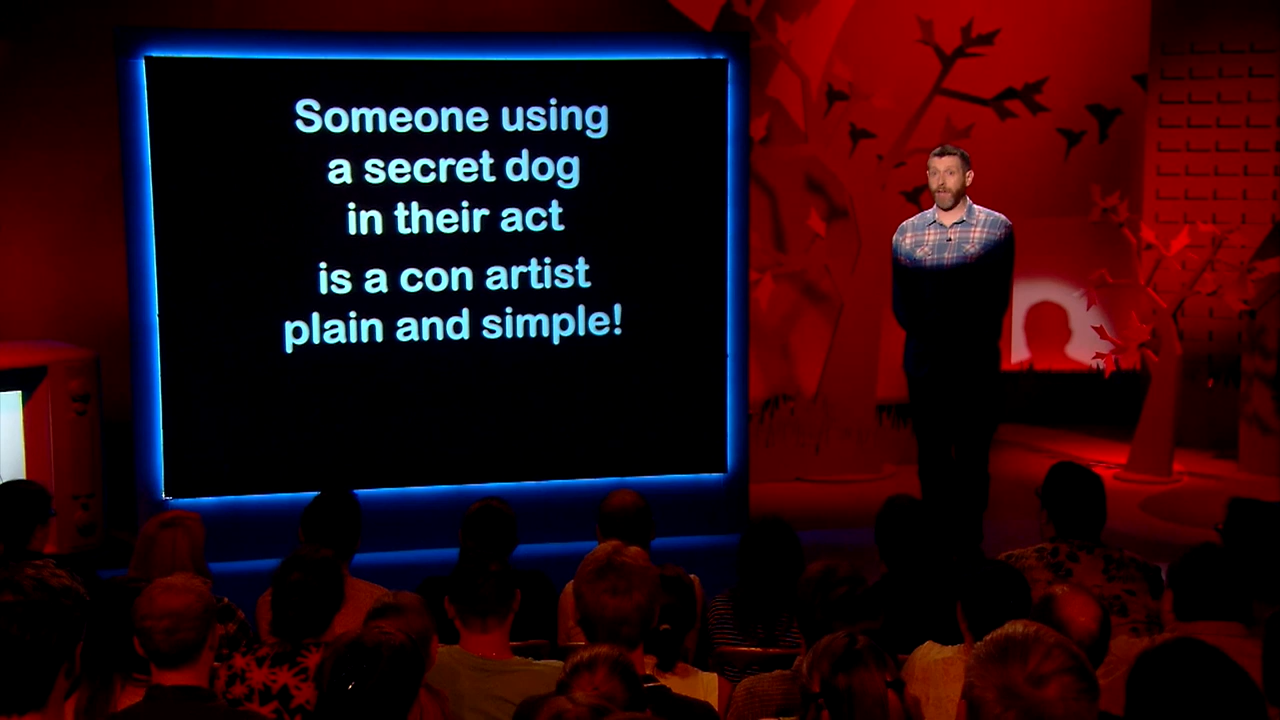 Someone using
a secret dog
in their act
is a con artist
plain and simple!